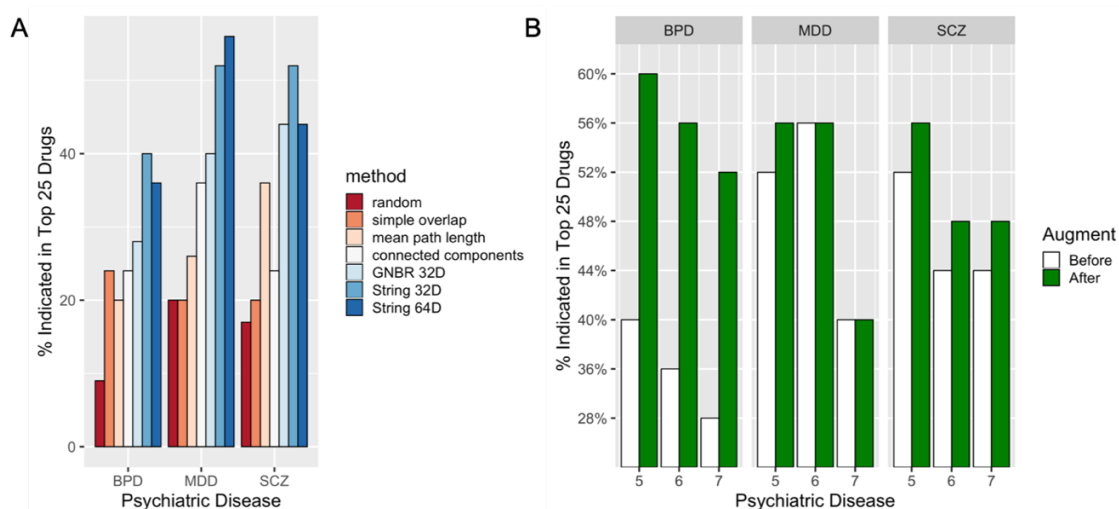 A
% Indicated in Top 25 Drugs
40
20
0
BPD
MDD
SCZ
Psychiatric Disease
method
random
simple overlap
mean path length
connected components
GNBR 32D
String 32D
String 64D
B
BPD
MDD
SCZ
% Indicated in Top 25 Drugs
60%
56%
52%
48%
44%
40%
36%
28%
5 6 7
5 6 7
5 6 7
Psychiatric Disease
Augment
Before
After